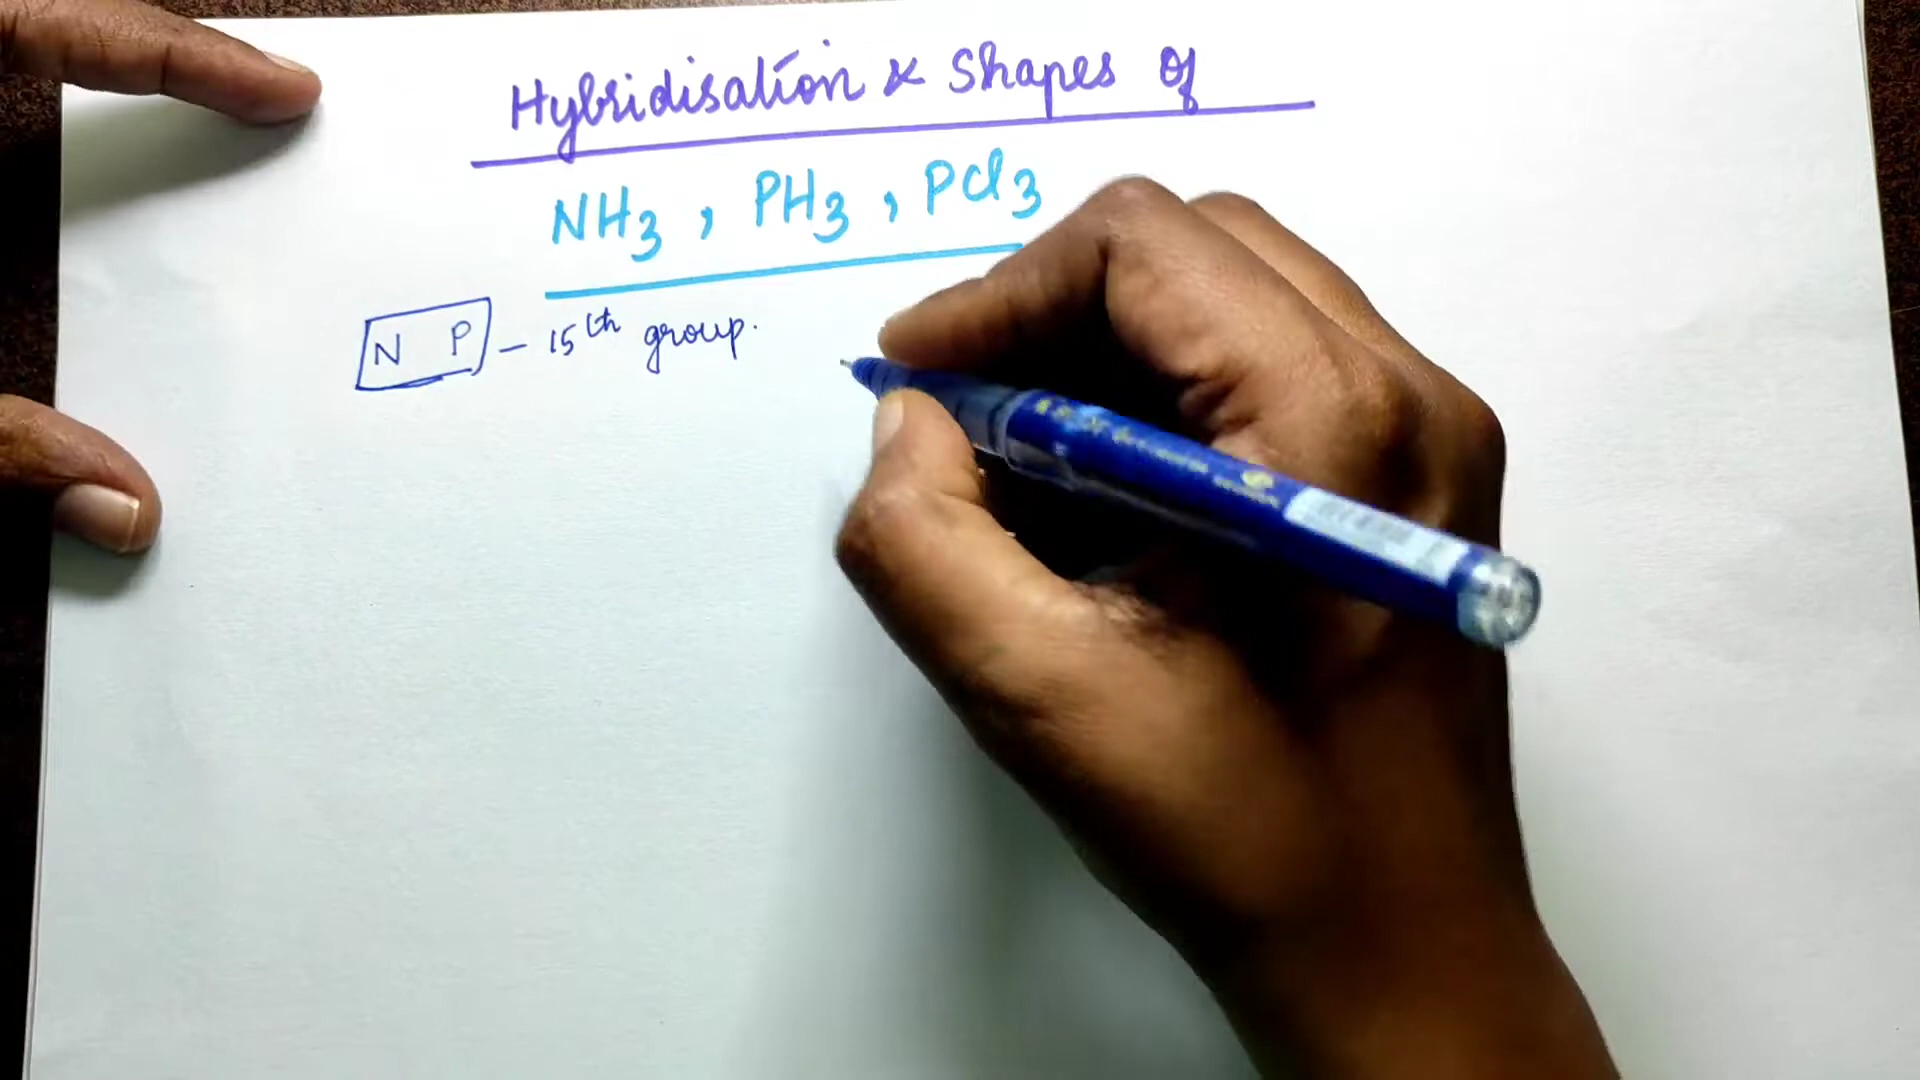 Hybridisation & Shapes of
NH3, PH3, PCl3
N P - 15th group.